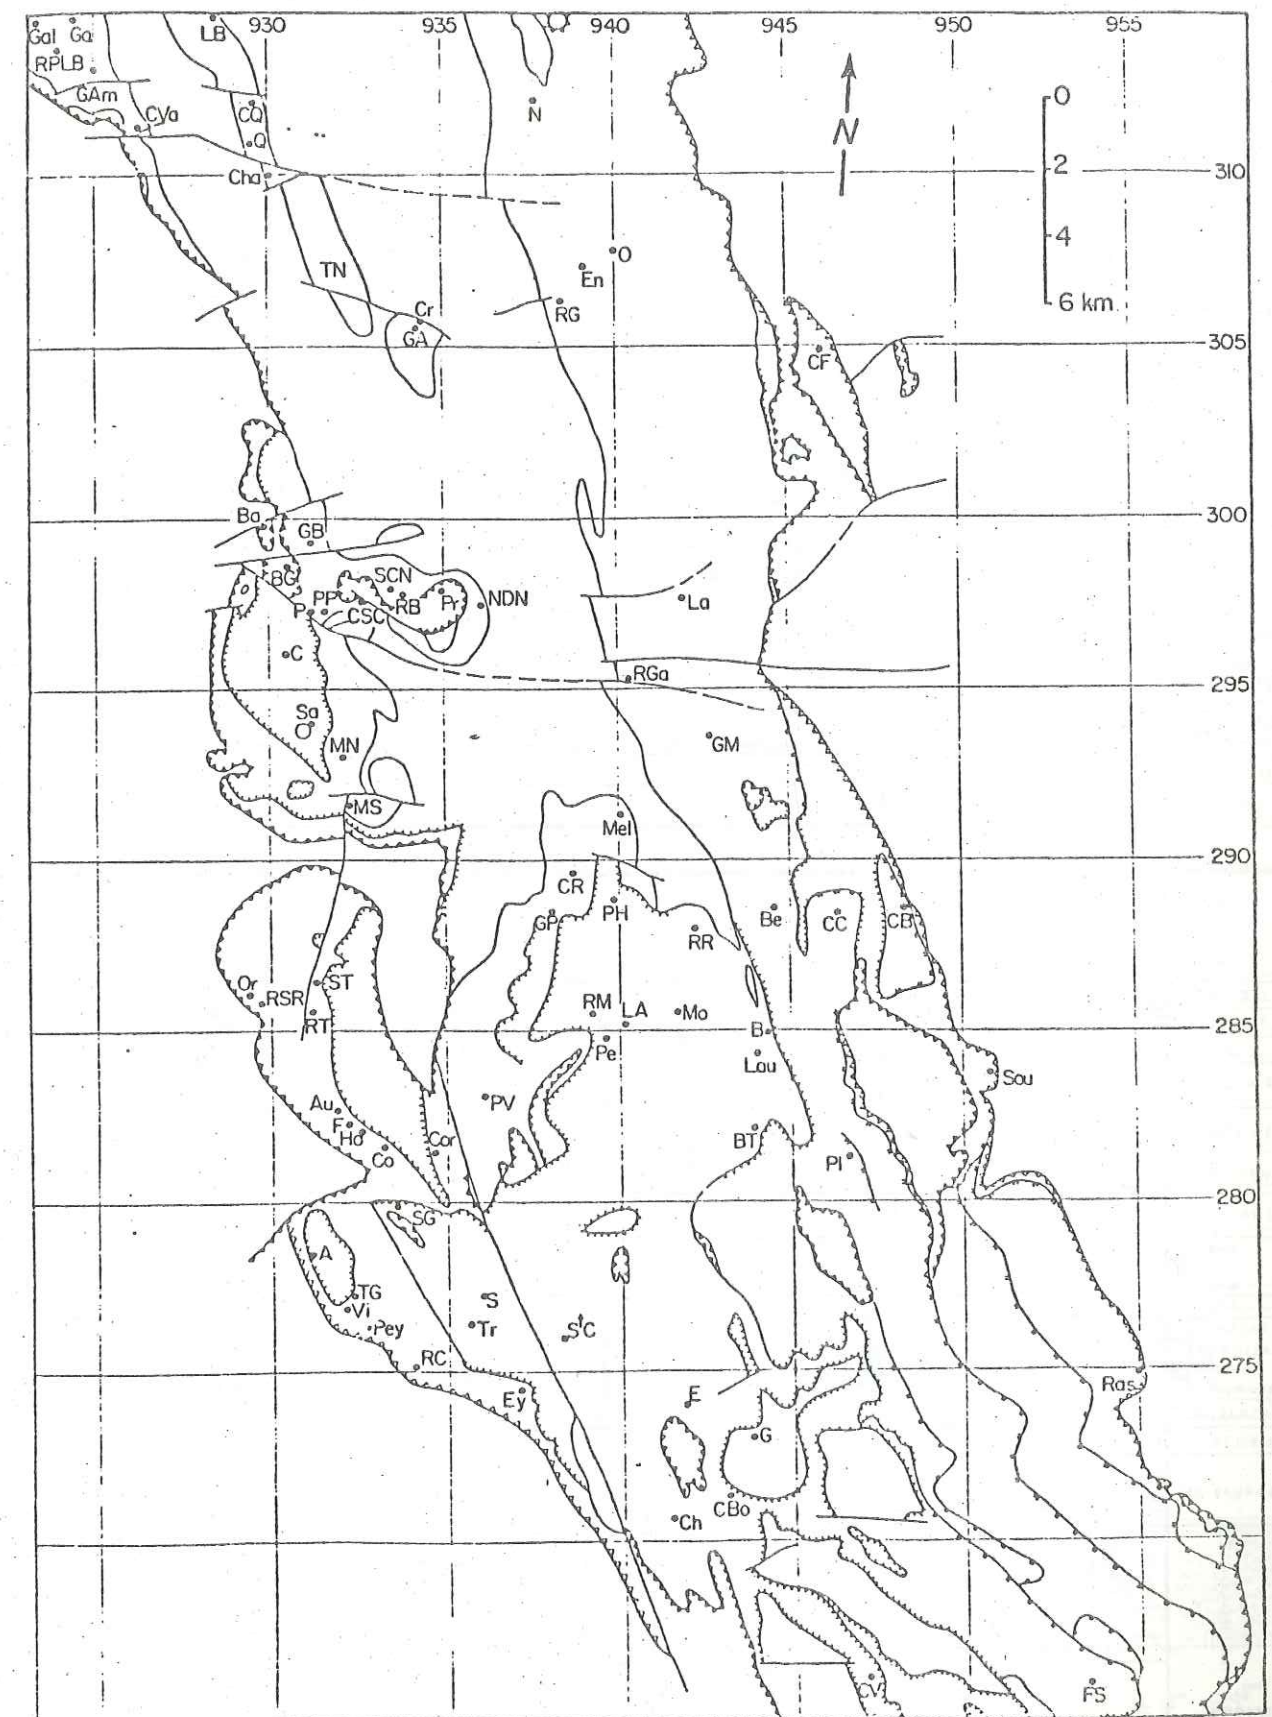 930 935 940 945 950 955
Gal Ga LB
RPLB
GAm
CVa CQ N
Q
Cha
N
0
2
4
6 km
310
O
TN En
Cr RG
GA
CF
305
Ba GB
300
BG SCN
PP RB Pr NDN
P CSC La
C
RGa
295
Sa
MN GM
MS
Mel
290
CR
GP PH Be CC CB
RR
Or RSR ST
RM LA Mo
RT
B
285
Pe Lau
Sou
Au PV
F
Ho Cor BT
Co PI
280
SG
A
TG S
Vi
Pey Tr StC
RC
275
Ras
Ey E
G
CBo
Ch
CV FS